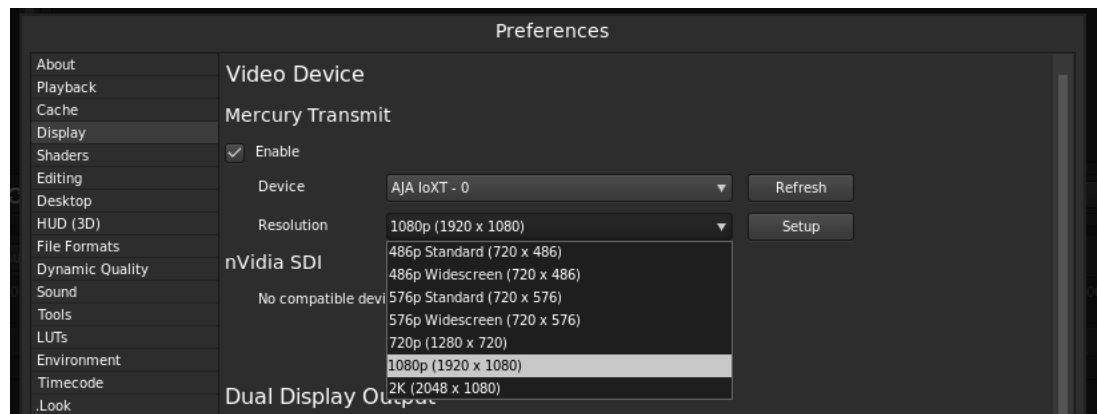 Preferences
About
Playback
Cache
Display
Shaders
Editing
Desktop
HUD (3D)
File Formats
Dynamic Quality
Sound
Tools
LUTs
Environment
Timecode
.Look
Video Device
Mercury Transmit
Enable
Device AJA IoXT - 0 Refresh
Resolution 1080p (1920 x 1080) Setup
486p Standard (720 x 486)
486p Widescreen (720 x 486)
576p Standard (720 x 576)
576p Widescreen (720 x 576)
720p (1280 x 720)
1080p (1920 x 1080)
2K (2048 x 1080)
nVidia SDI
No compatible devi
Dual Display Output